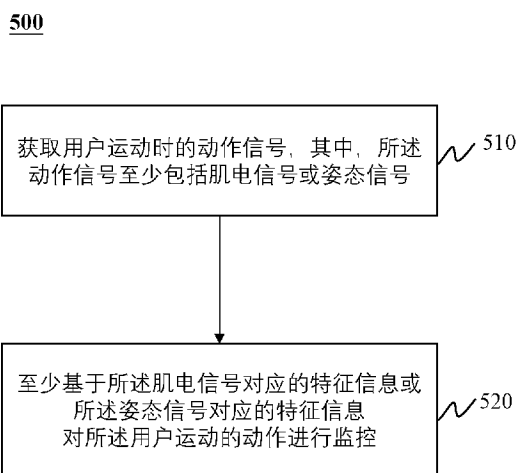 500
获取用户运动时的动作信号，其中，所述
动作信号至少包括肌电信号或姿态信号
510
至少基于所述肌电信号对应的特征信息或
所述姿态信号对应的特征信息
对所述用户运动的动作进行监控
520